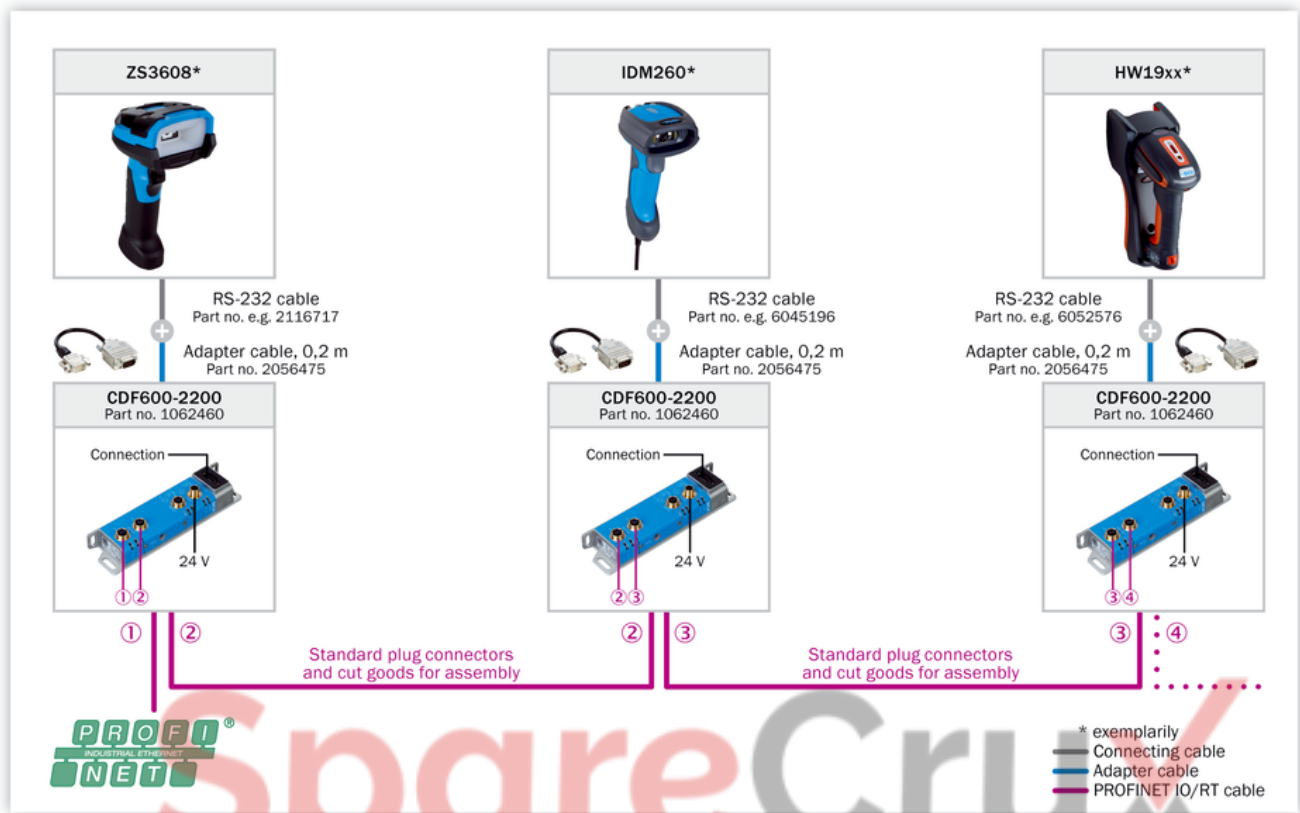 ZS3608*
IDM260*
HW19xx*
RS-232 cable
Part no. e.g. 2116717
Adapter cable, 0,2 m
Part no. 2056475
RS-232 cable
Part no. e.g. 6045196
Adapter cable, 0,2 m
Part no. 2056475
RS-232 cable
Part no. e.g. 6052576
Adapter cable, 0,2 m
Part no. 2056475
CDF600-2200
Part no. 1062460
Connection
24 V
①②
CDF600-2200
Part no. 1062460
Connection
24 V
②③
CDF600-2200
Part no. 1062460
Connection
24 V
③④
① ②
Standard plug connectors
and cut goods for assembly
② ③
Standard plug connectors
and cut goods for assembly
③ ④
PROFI®
INDUSTRIAL ETHERNET
NET
SpareCrux
* exemplarily
Connecting cable
Adapter cable
PROFINET IO/RT cable